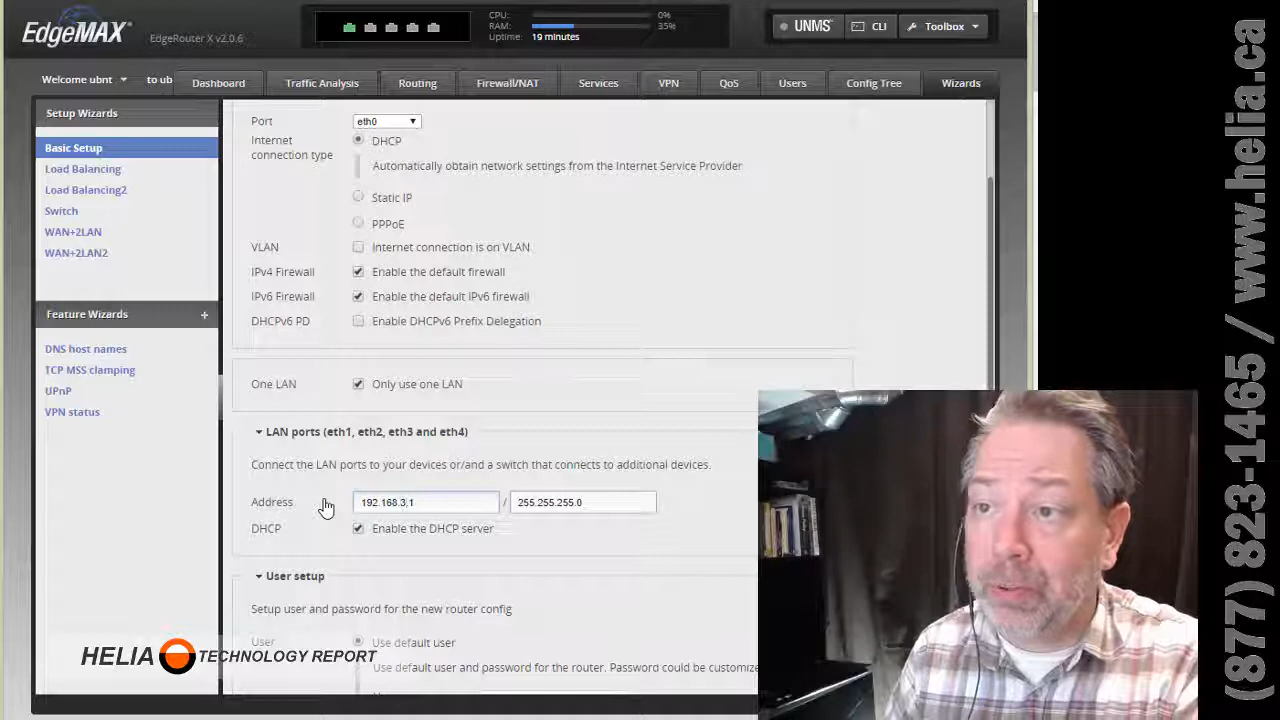 EdgeMAX
EdgeRouter X v2.0.6
CPU:
0%
RAM:
35%
Uptime:
19 minutes
UNMS
CLI
Toolbox
Welcome ubnt
to ub
Dashboard
Traffic Analysis
Routing
Firewall/NAT
Services
VPN
QoS
Users
Config Tree
Wizards
Setup Wizards
Basic Setup
Load Balancing
Load Balancing2
Switch
WAN+2LAN
WAN+2LAN2
Feature Wizards
+
DNS host names
TCP MSS clamping
UPnP
VPN status
Port
eth0
Internet
connection type
DHCP
Automatically obtain network settings from the Internet Service Provider
Static IP
PPPoE
VLAN
Internet connection is on VLAN
IPv4 Firewall
Enable the default firewall
IPv6 Firewall
Enable the default IPv6 firewall
DHCPv6 PD
Enable DHCPv6 Prefix Delegation
One LAN
Only use one LAN
LAN ports (eth1, eth2, eth3 and eth4)
Connect the LAN ports to your devices or/and a switch that connects to additional devices.
Address
192.168.3.1
/
255.255.255.0
DHCP
Enable the DHCP server
User setup
Setup user and password for the new router config
User
Use default user
Use default user and password for the router. Password could be customize
HELIA TECHNOLOGY REPORT
(877) 823-1465 / www.helia.ca